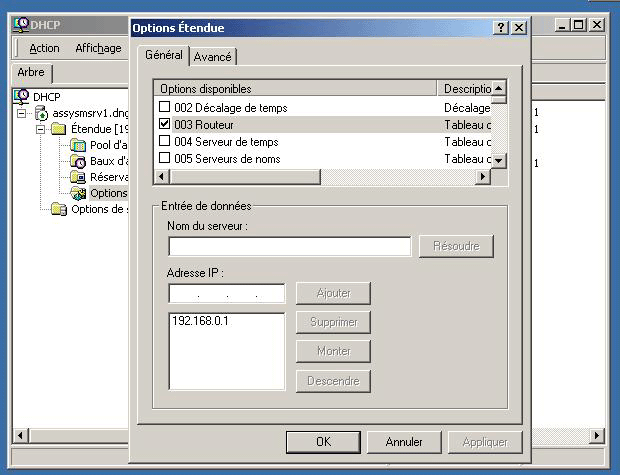 DHCP
Action Affichage
Arbre
DHCP
assysmsrv1.dng
Étendue [19
Pool d'a
Baux d'a
Réserva
Options
Options de s
1
1
1
Options Étendue
Général Avancé
Options disponibles Descriptio
002 Décalage de temps Décalage
003 Routeur Tableau d
004 Serveur de temps Tableau d
005 Serveurs de noms Tableau d
Entrée de données
Nom du serveur :
Résoudre
Adresse IP :
. . . Ajouter
192.168.0.1 Supprimer
Monter
Descendre
OK Annuler Appliquer